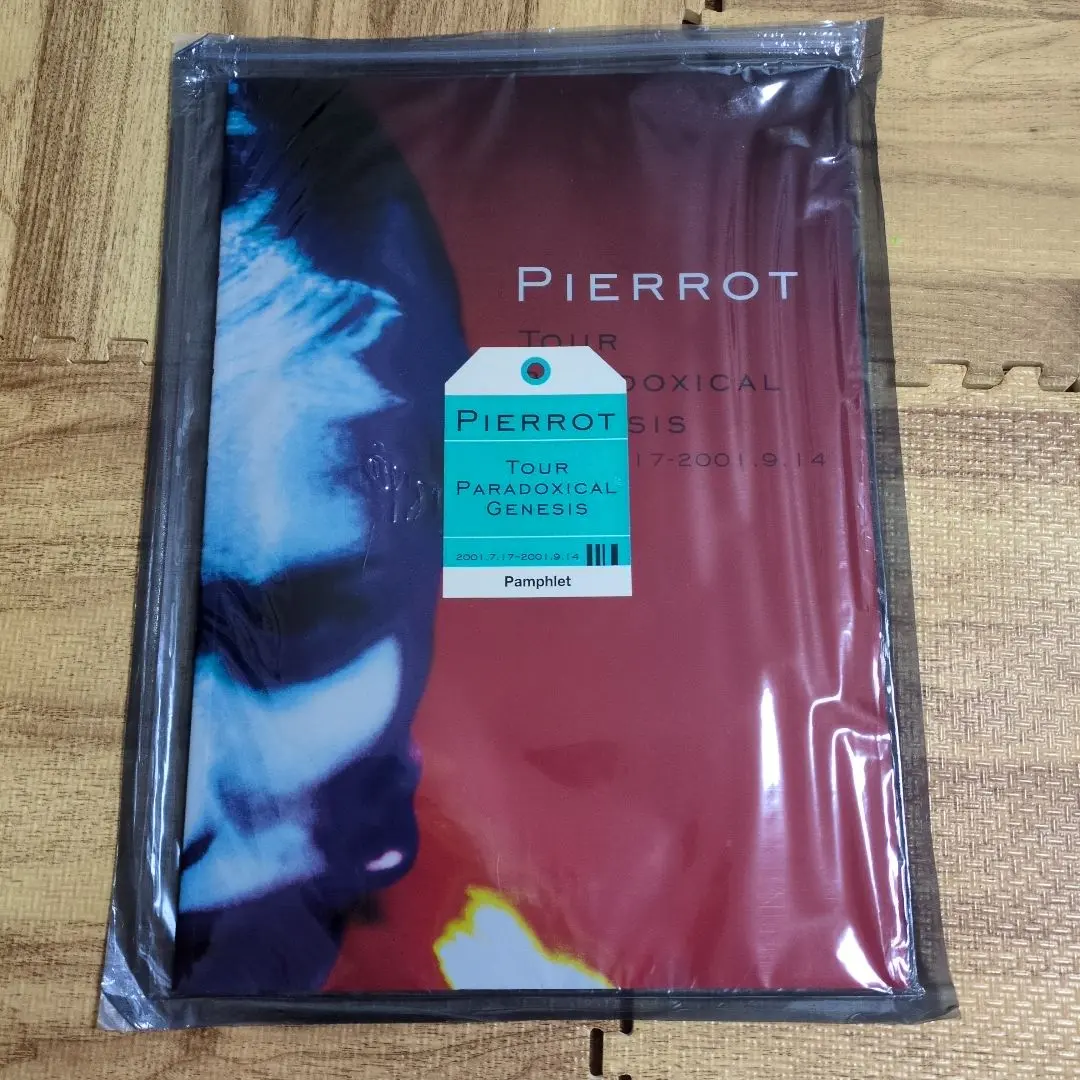 PIERROT
TOUR
DOXICAL
SIS
17-2001.9.14
PIERROT
TOUR
PARADOXICAL
GENESIS
2001.7.17-2001.9.14
Pamphlet